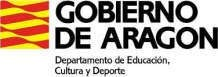 GOBIERNO
DE ARAGON
Departamento de Educación,
Cultura y Deporte